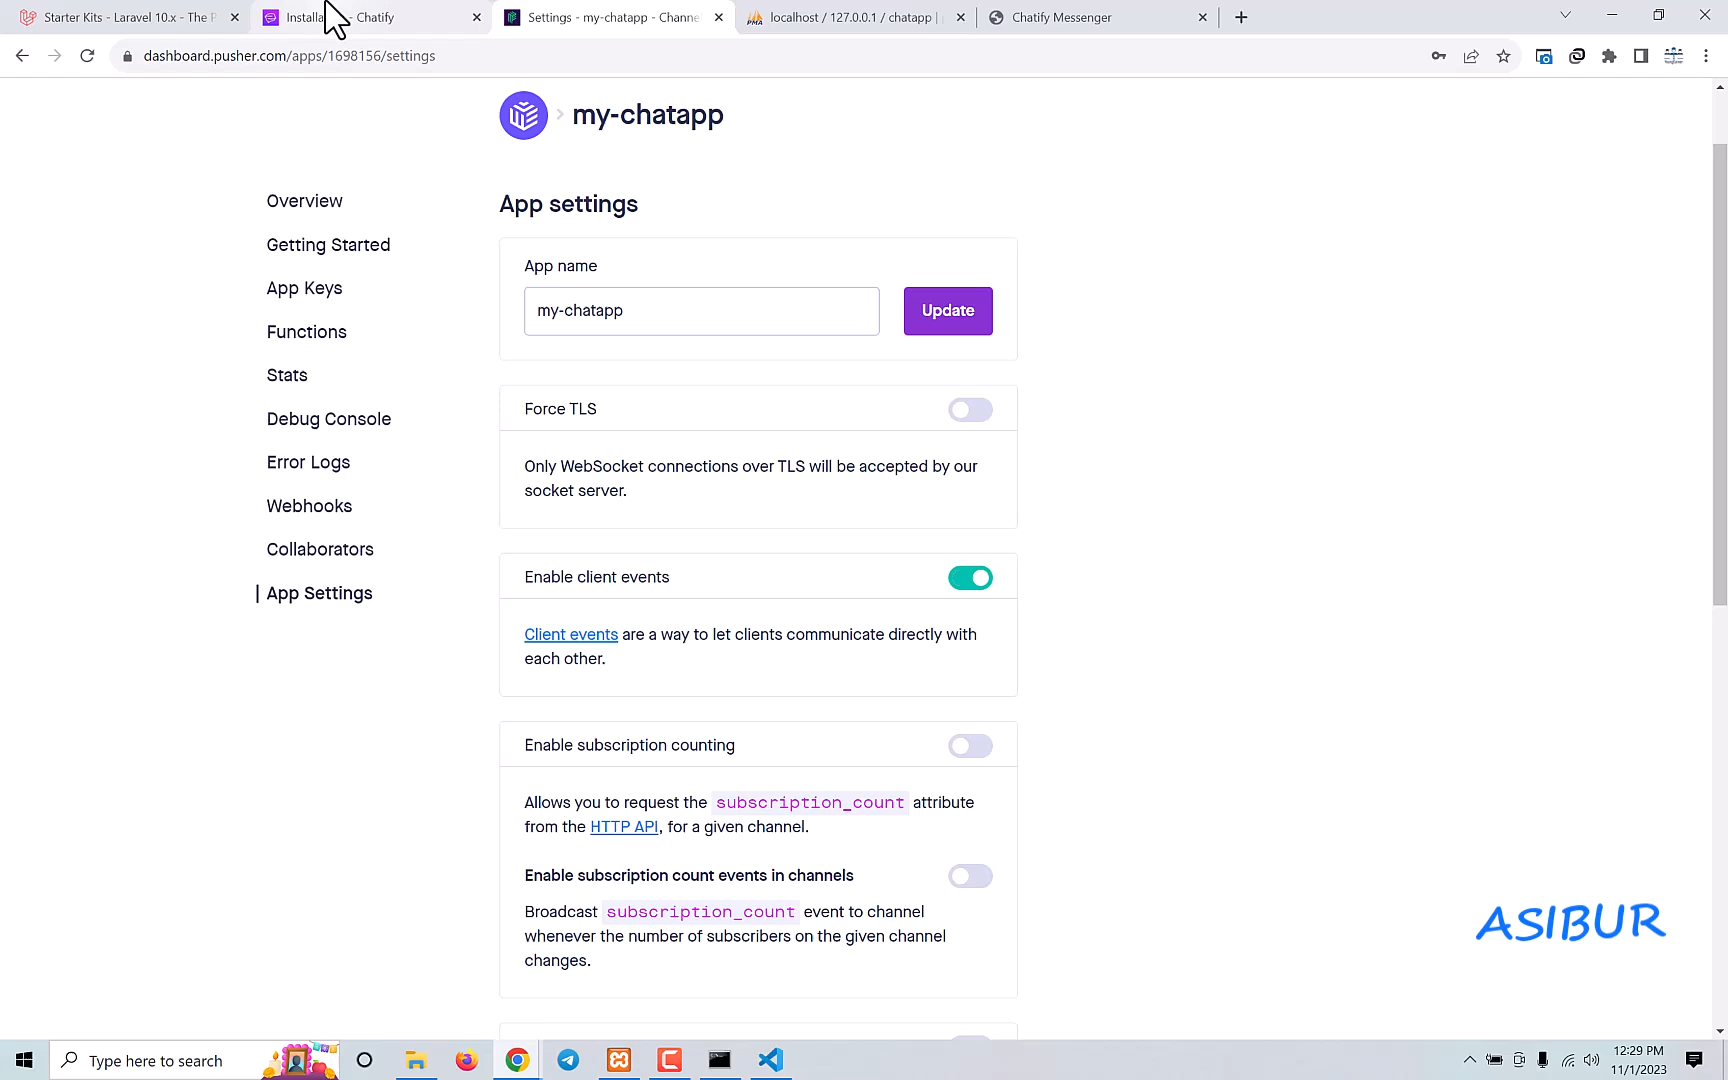 Starter Kits - Laravel 10.x - The P
Installa
- Chatify
Settings - my-chatapp - Channe
localhost / 127.0.0.1 / chatapp |
Chatify Messenger
dashboard.pusher.com/apps/1698156/settings
my-chatapp
Overview
Getting Started
App Keys
Functions
Stats
Debug Console
Error Logs
Webhooks
Collaborators
App Settings
App settings
App name
my-chatapp
Update
Force TLS
Only WebSocket connections over TLS will be accepted by our
socket server.
Enable client events
Client events are a way to let clients communicate directly with
each other.
Enable subscription counting
Allows you to request the subscription_count attribute
from the HTTP API, for a given channel.
Enable subscription count events in channels
Broadcast subscription_count event to channel
whenever the number of subscribers on the given channel
changes.
ASIBUR
Type here to search
12:29 PM
11/1/2023